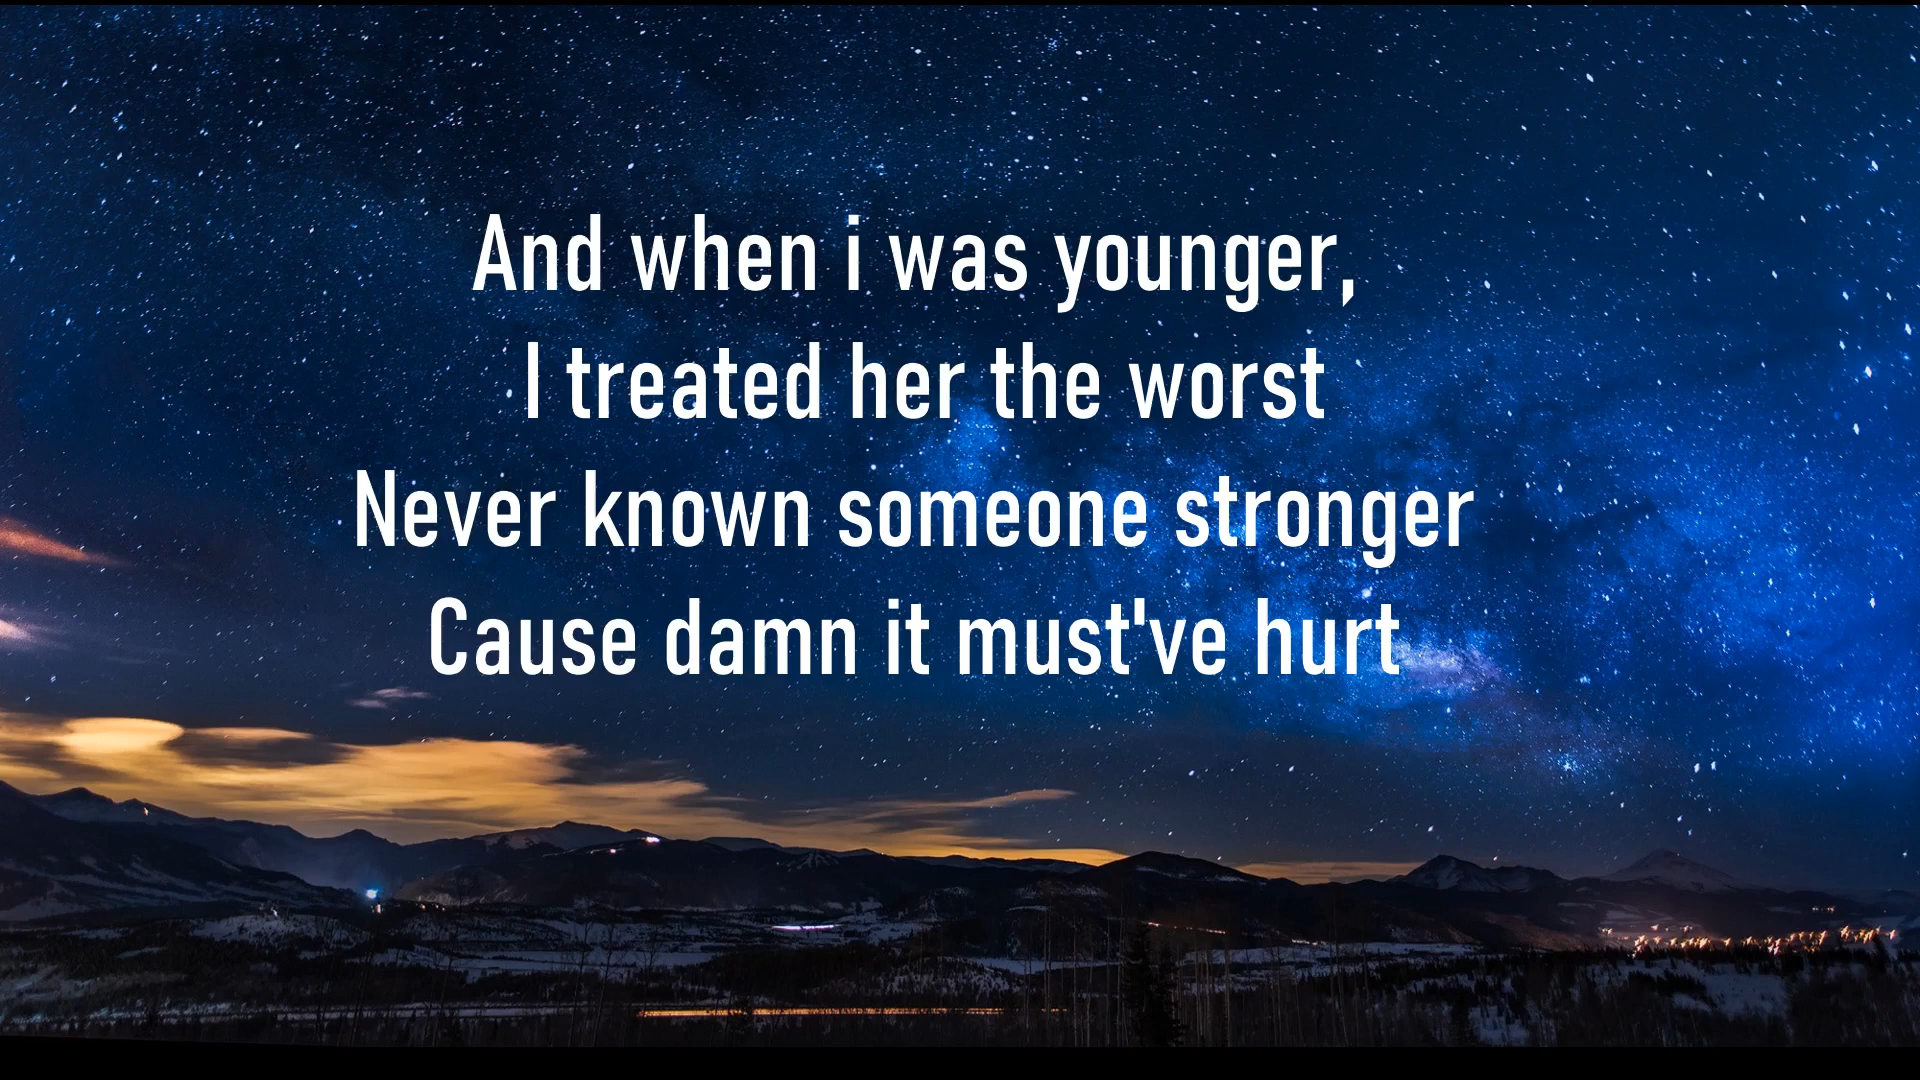 And when i was younger,
I treated her the worst
Never known someone stronger
Cause damn it must've hurt